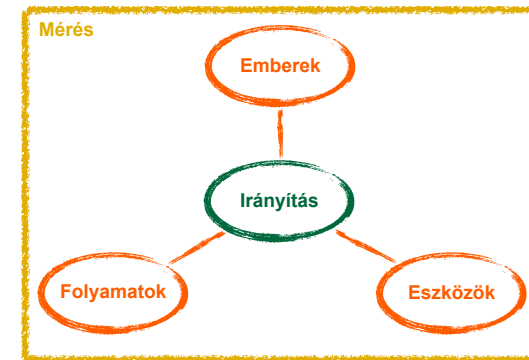 Mérés
Emberek
Irányítás
Folyamatok
Eszközök